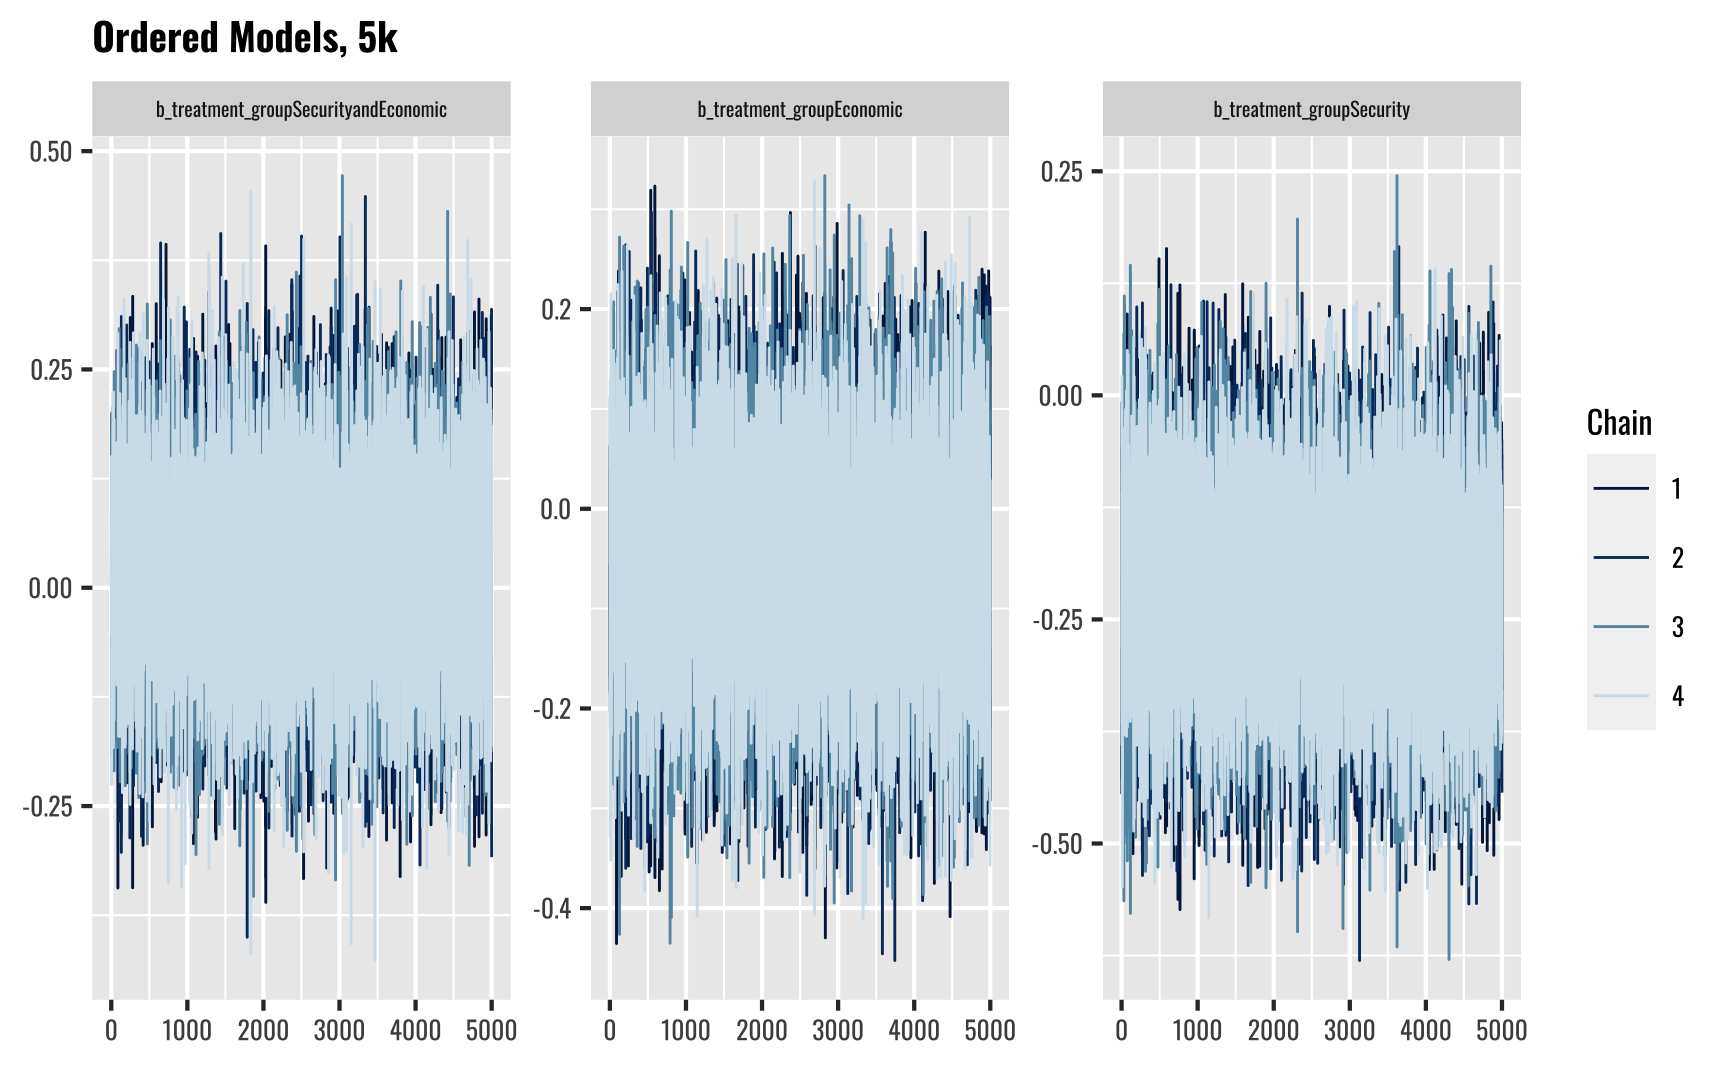 Ordered Models, 5k
b_treatment_groupSecurityandEconomic
b_treatment_groupEconomic
b_treatment_groupSecurity
0.50
0.25
0.00
-0.25
0 1000 2000 3000 4000 5000
0.2
0.0
-0.2
-0.4
0 1000 2000 3000 4000 5000
0.25
0.00
-0.25
-0.50
0 1000 2000 3000 4000 5000
Chain
1
2
3
4